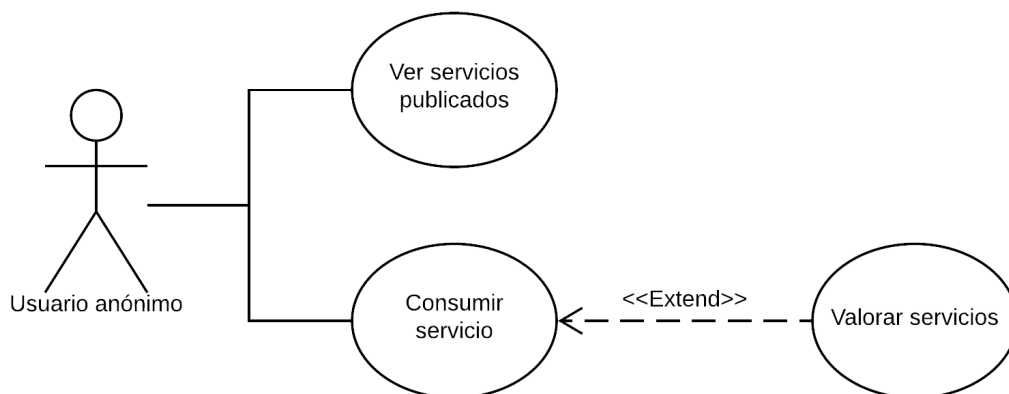 Ver servicios
publicados
Usuario anónimo
Consumir
servicio
<<Extend>>
Valorar servicios